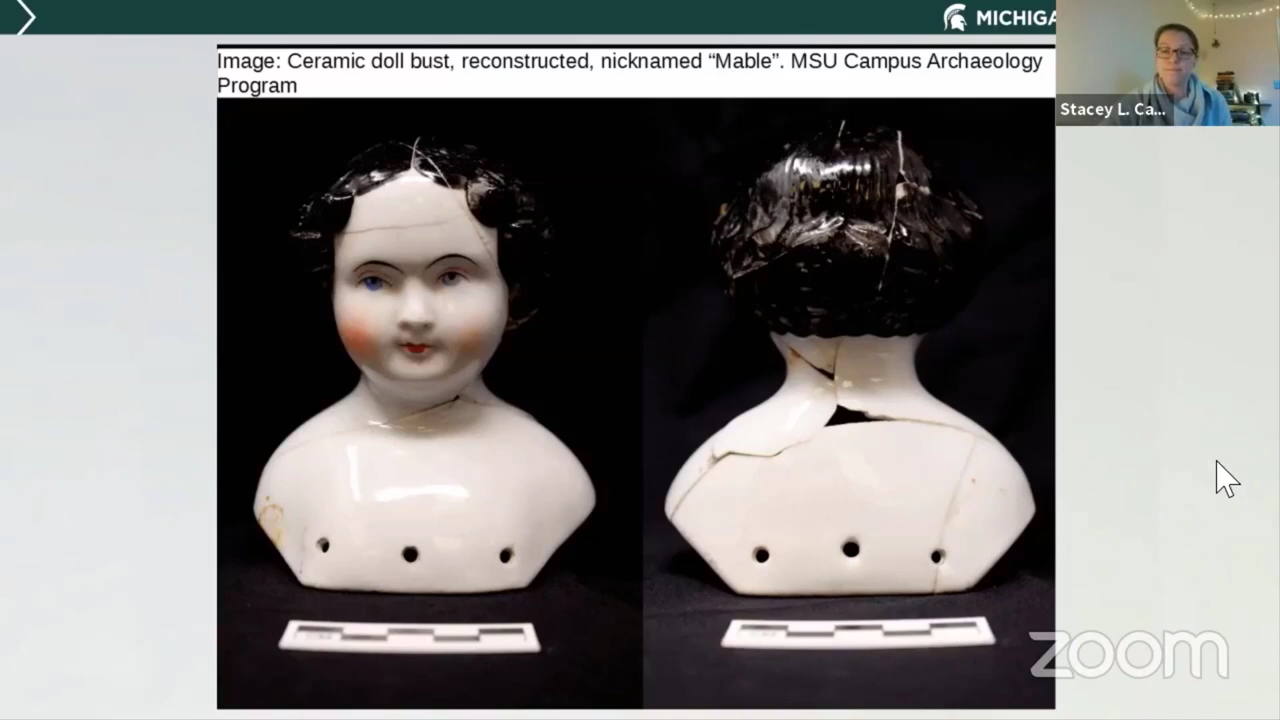 MICHIGA
Image: Ceramic doll bust, reconstructed, nicknamed “Mable”. MSU Campus Archaeology
Program
Stacey L. Ca...
zoom